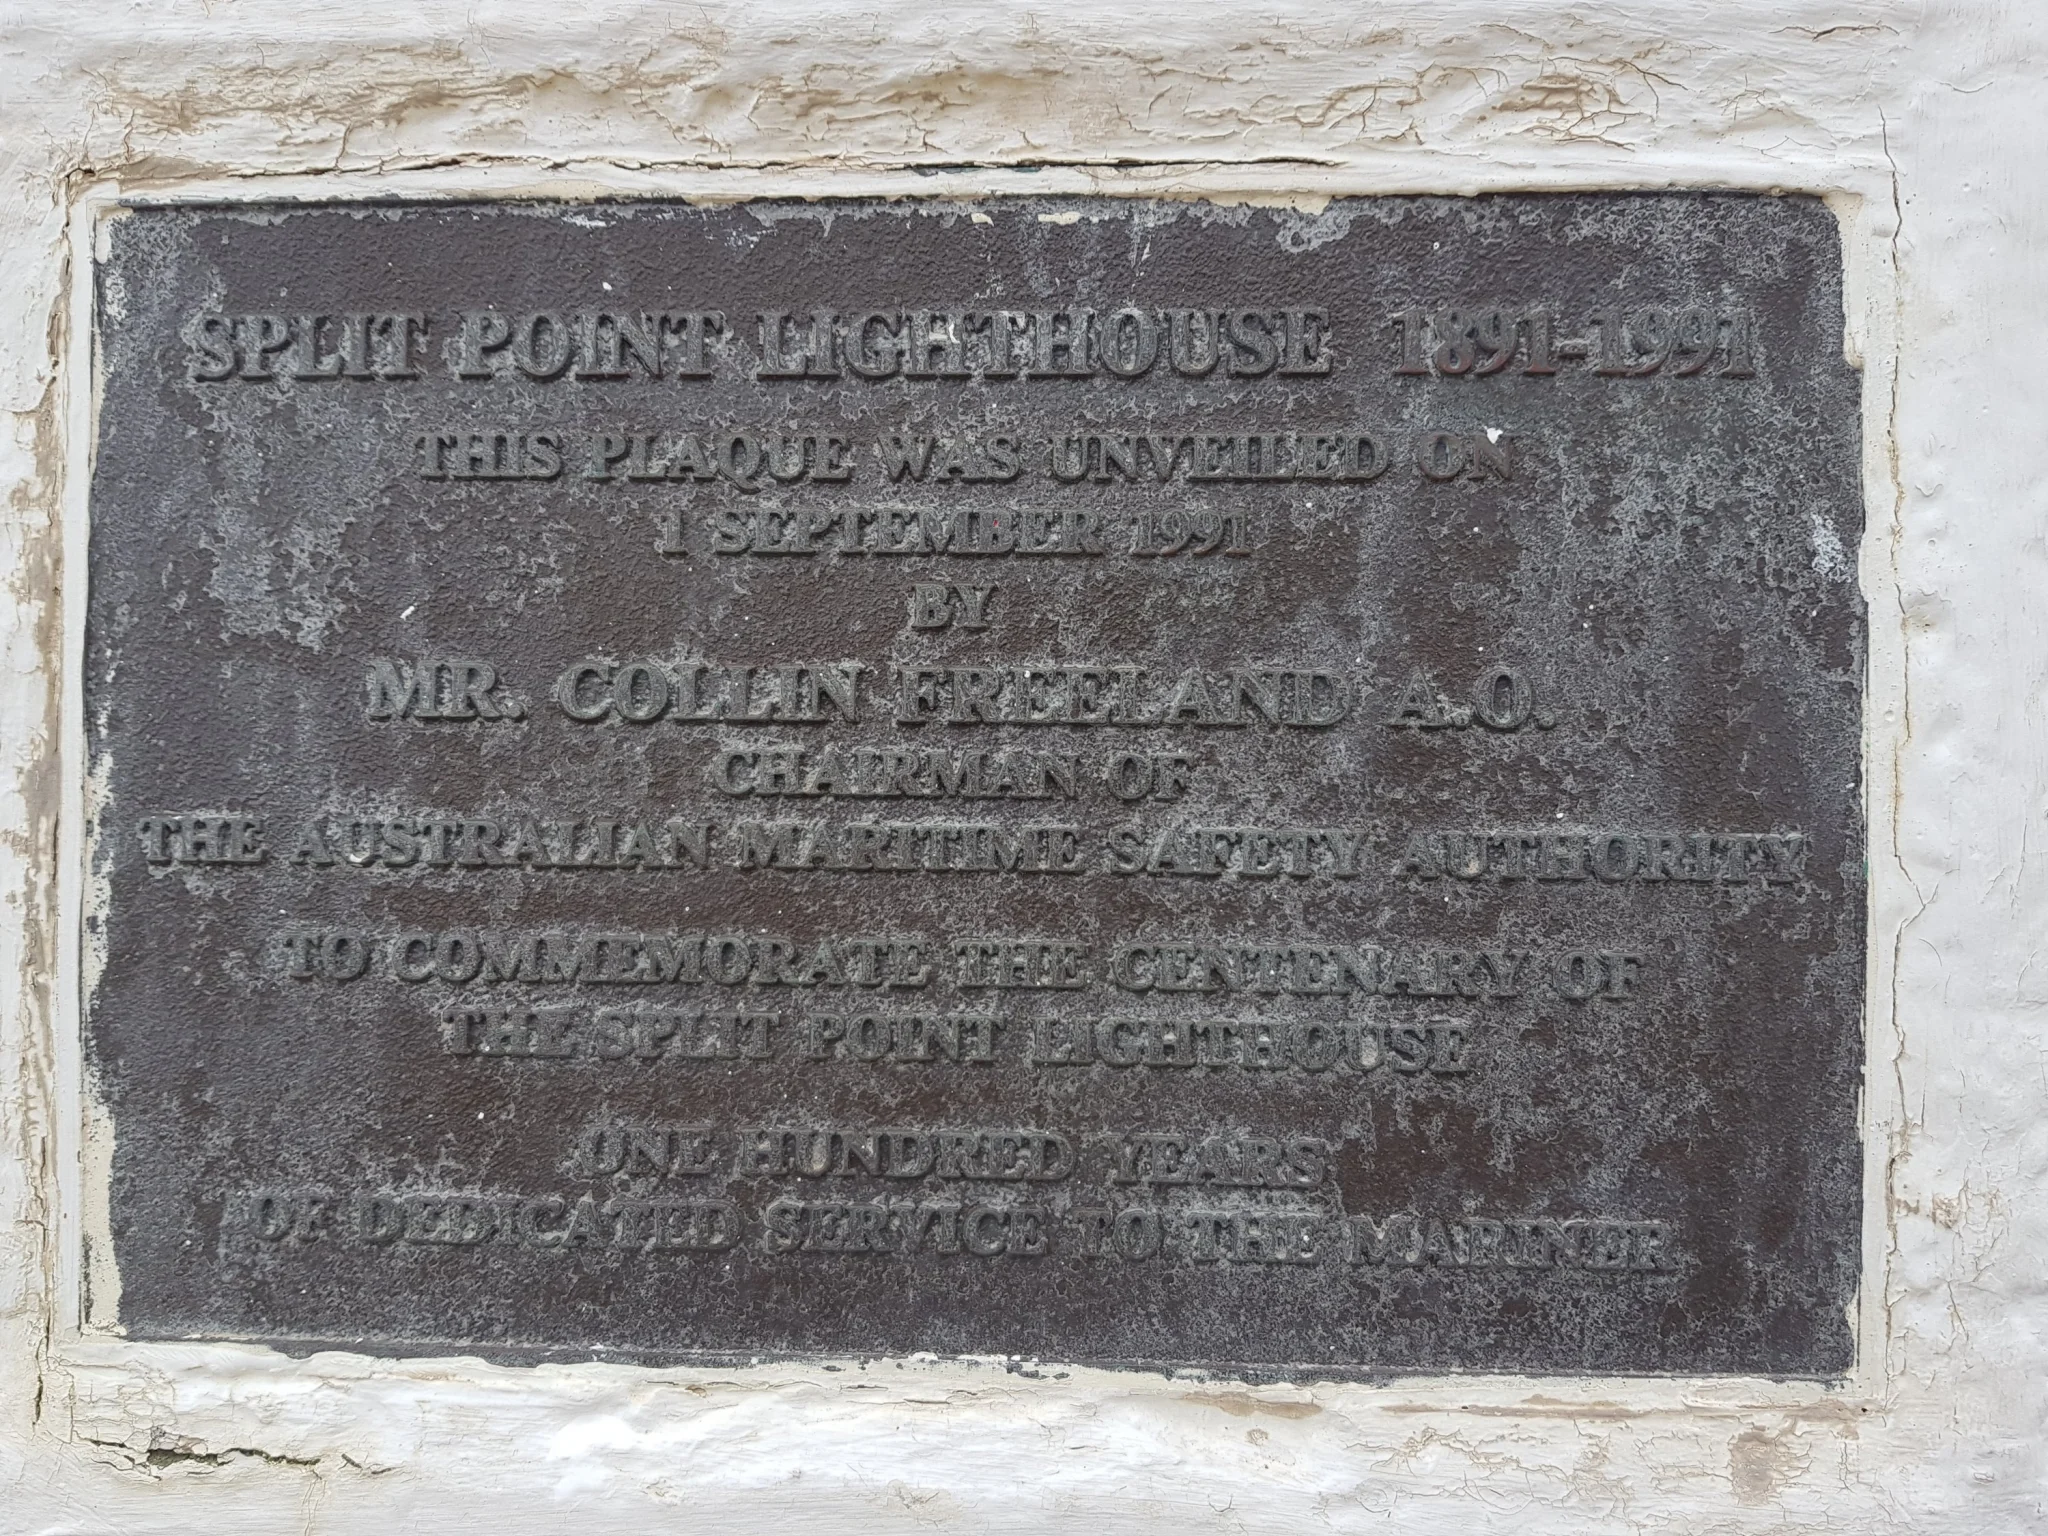 SPLIT POINT LIGHTHOUSE 1891-1991
THIS PLAQUE WAS UNVEILED ON
1 SEPTEMBER 1991
BY
MR. COLLIN FREELAND A.O.
CHAIRMAN OF
THE AUSTRALIAN MARITIME SAFETY AUTHORITY
TO COMMEMORATE THE CENTENARY OF
THE SPLIT POINT LIGHTHOUSE
ONE HUNDRED YEARS
OF DEDICATED SERVICE TO THE MARINER